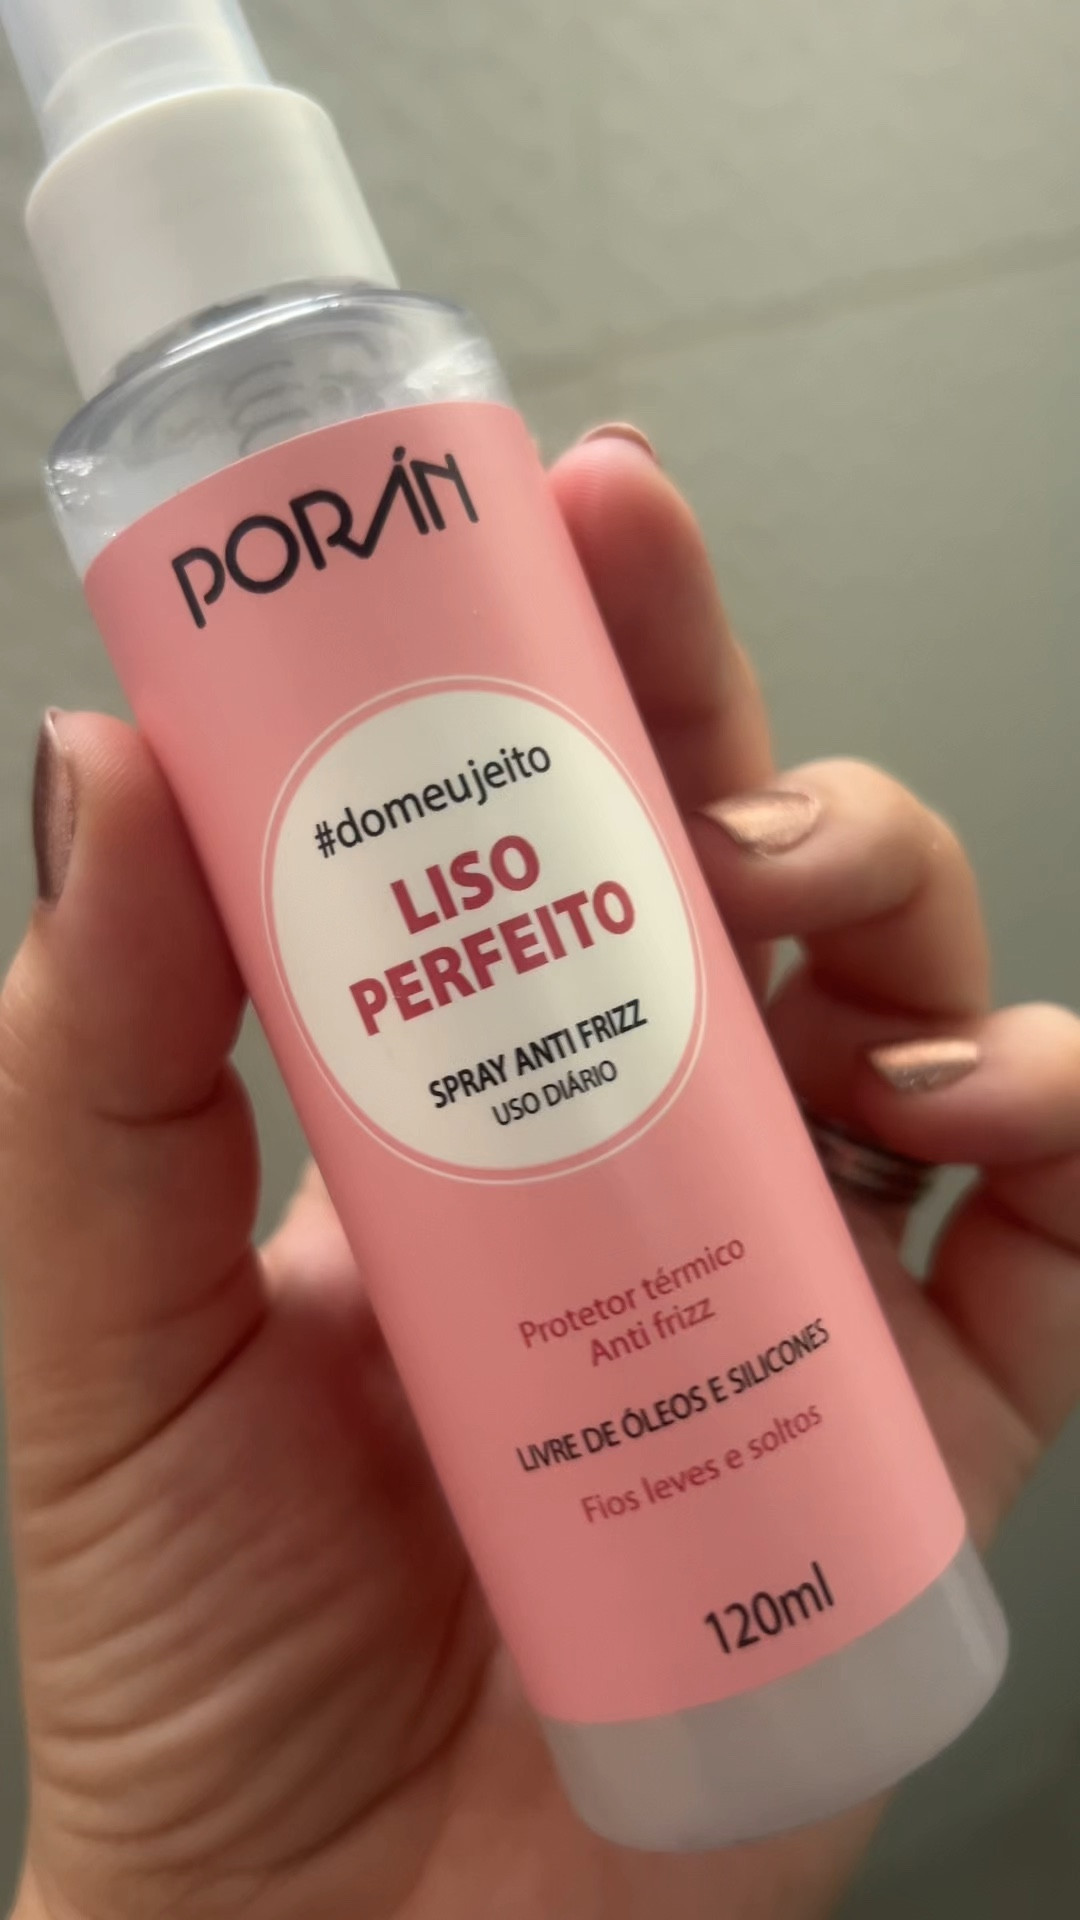 PORÁN
#domeujeito
LISO
PERFEITO
SPRAY ANTI FRIZZ
USO DIÁRIO
Protetor térmico
Anti frizz
LIVRE DE ÓLEOS E SILICONES
Fios leves e soltos
120ml